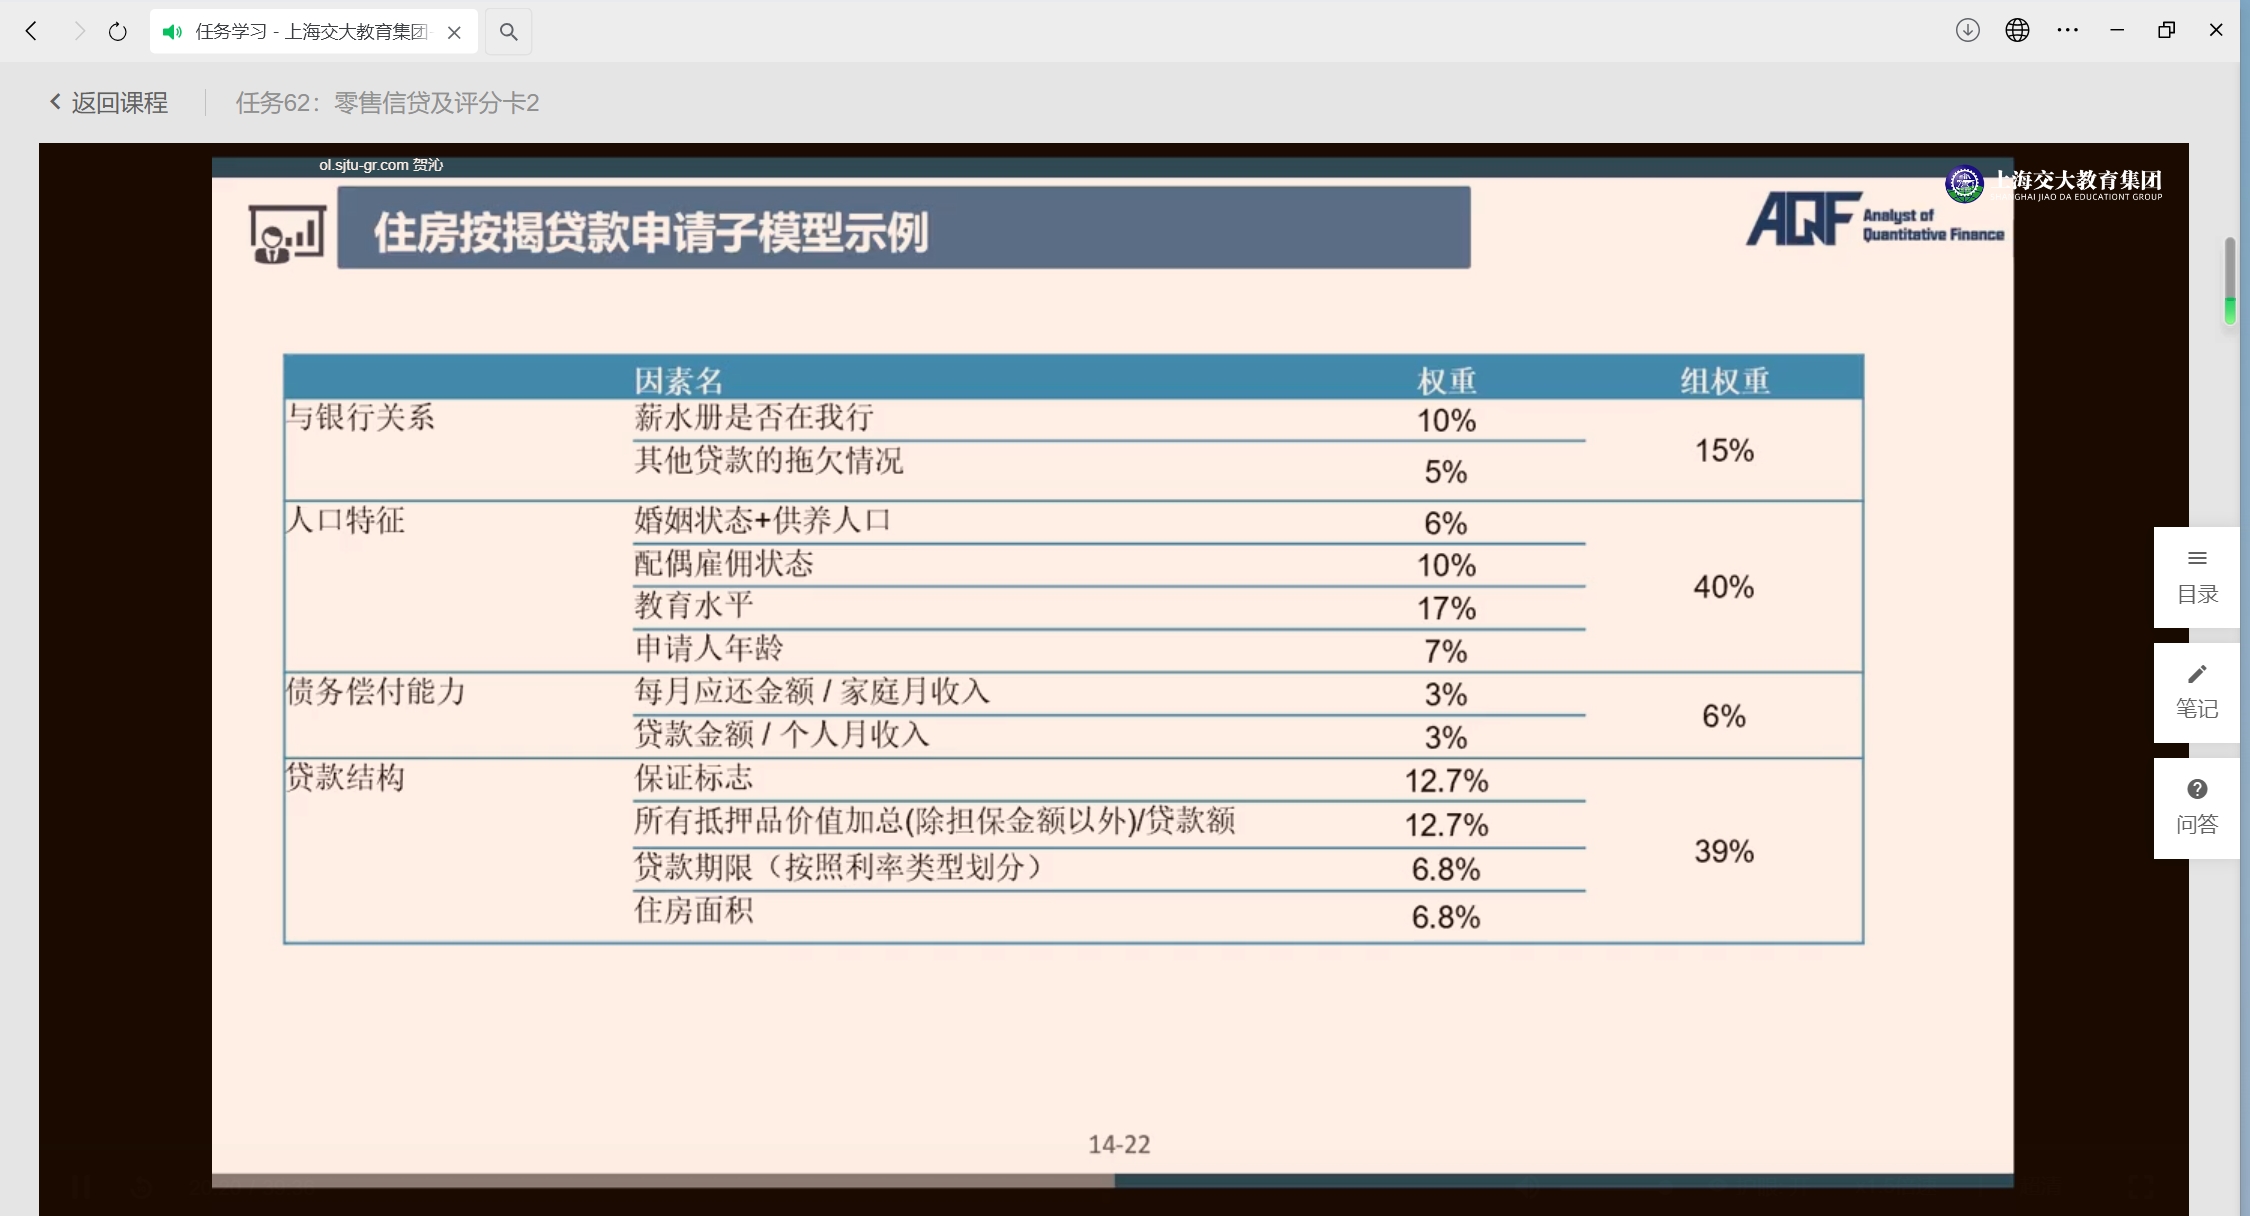 任务学习 - 上海交大教育集团
返回课程
任务62：零售信贷及评分卡2
ol.sjtu-gr.com 贺沁
上海交大教育集团
SHANGHAI JIAO DA EDUCATIONT GROUP
住房按揭贷款申请子模型示例
AQF Analyst of
Quantitative Finance
因素名 权重 组权重
与银行关系 薪水册是否在我行 10% 15%
其他贷款的拖欠情况 5%
人口特征 婚姻状态+供养人口 6% 40%
配偶雇佣状态 10%
教育水平 17%
申请人年龄 7%
债务偿付能力 每月应还金额 / 家庭月收入 3% 6%
贷款金额 / 个人月收入 3%
贷款结构 保证标志 12.7% 39%
所有抵押品价值加总(除担保金额以外)/贷款额 12.7%
贷款期限（按照利率类型划分） 6.8%
住房面积 6.8%
14-22
目录
笔记
问答